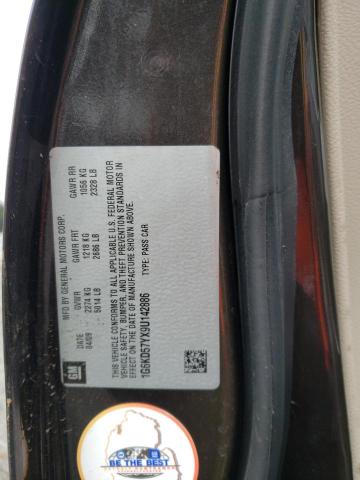 GM
MFD BY GENERAL MOTORS CORP.
DATE GVWR GAWR FRT GAWR RR
04/09 2274 KG 1218 KG 1056 KG
5014 LB 2686 LB 2328 LB
THIS VEHICLE CONFORMS TO ALL APPLICABLE U.S. FEDERAL MOTOR
VEHICLE SAFETY, BUMPER, AND THEFT PREVENTION STANDARDS IN
EFFECT ON THE DATE OF MANUFACTURE SHOWN ABOVE.
1G6KD57YX9U142886 TYPE: PASS CAR
BE THE BEST